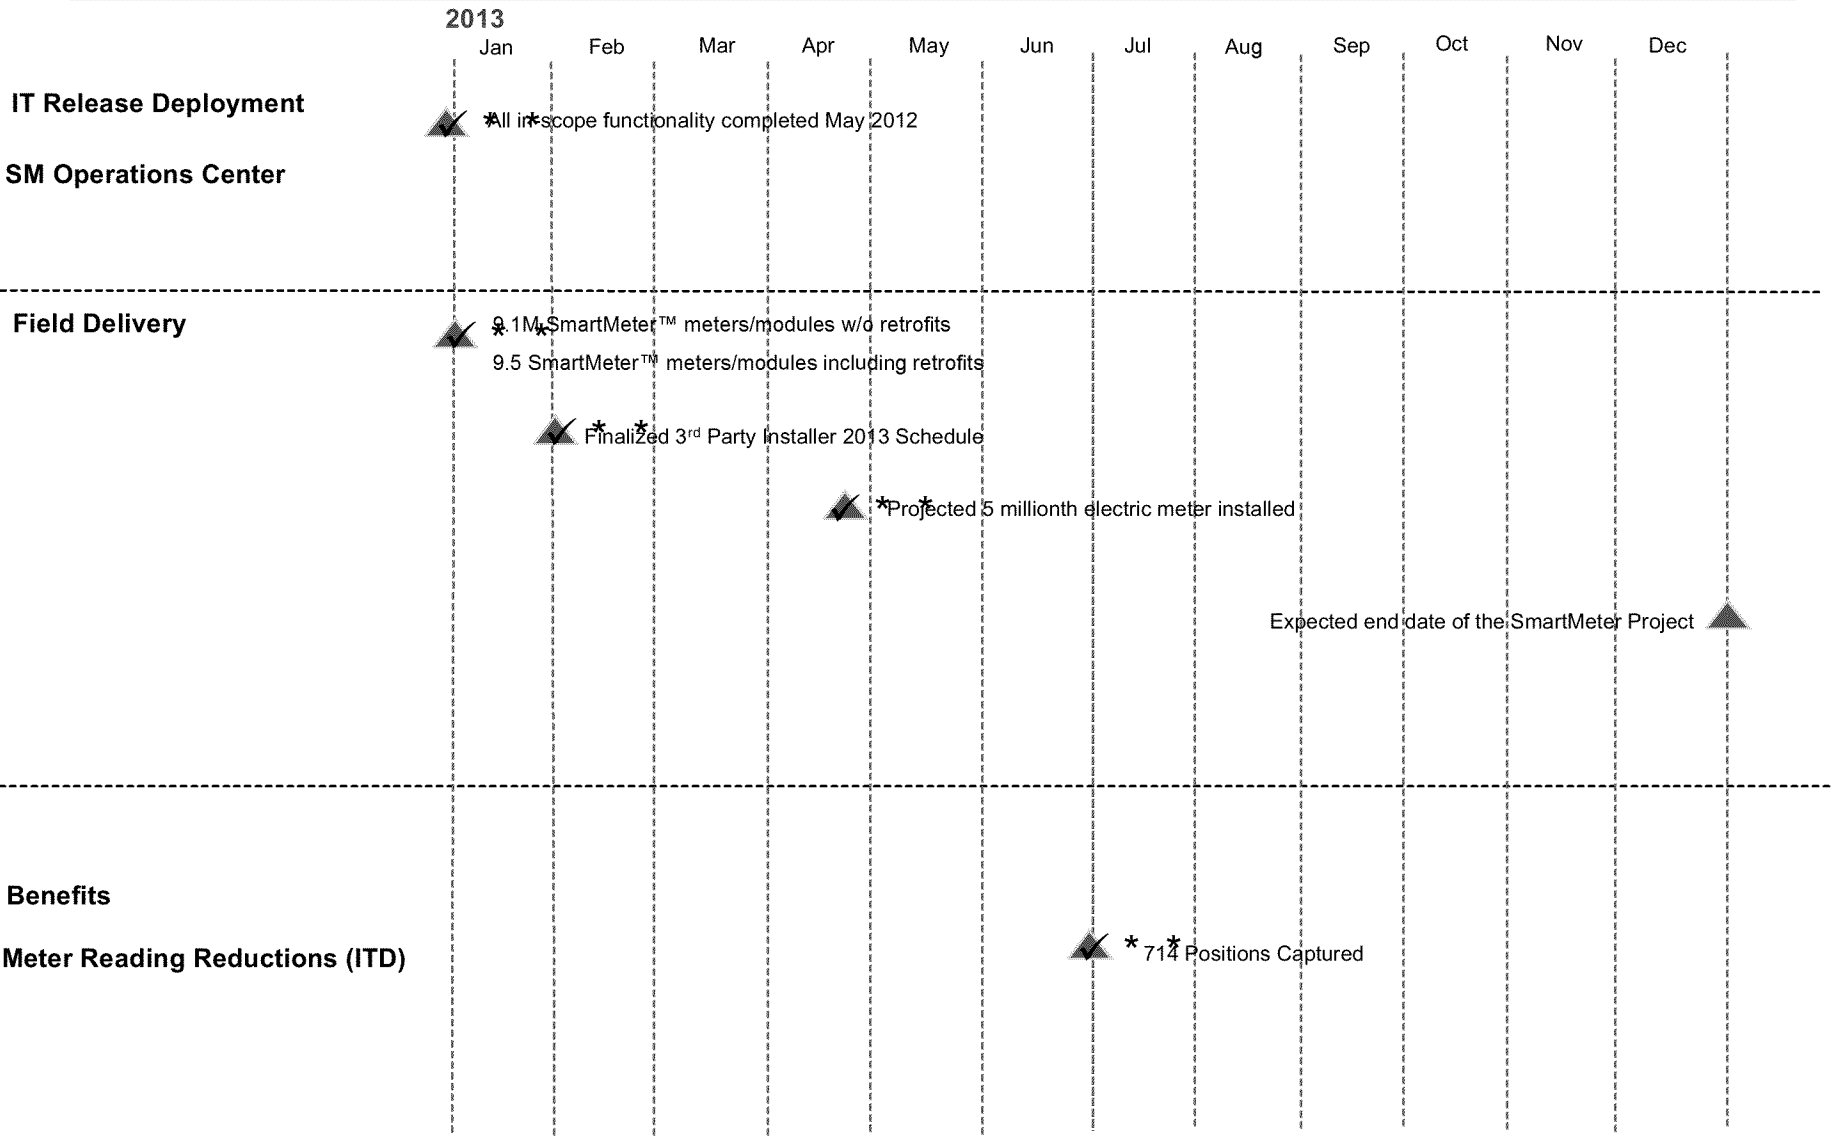 2013
Jan Feb Mar Apr May Jun Jul Aug Sep Oct Nov Dec
IT Release Deployment
* * All in-scope functionality completed May 2012
SM Operations Center
Field Delivery
* * 9.1M SmartMeter™ meters/modules w/o retrofits
9.5 SmartMeter™ meters/modules including retrofits
* * Finalized 3rd Party Installer 2013 Schedule
* * Projected 5 millionth electric meter installed
Expected end date of the SmartMeter Project
Benefits
Meter Reading Reductions (ITD)
* * 714 Positions Captured